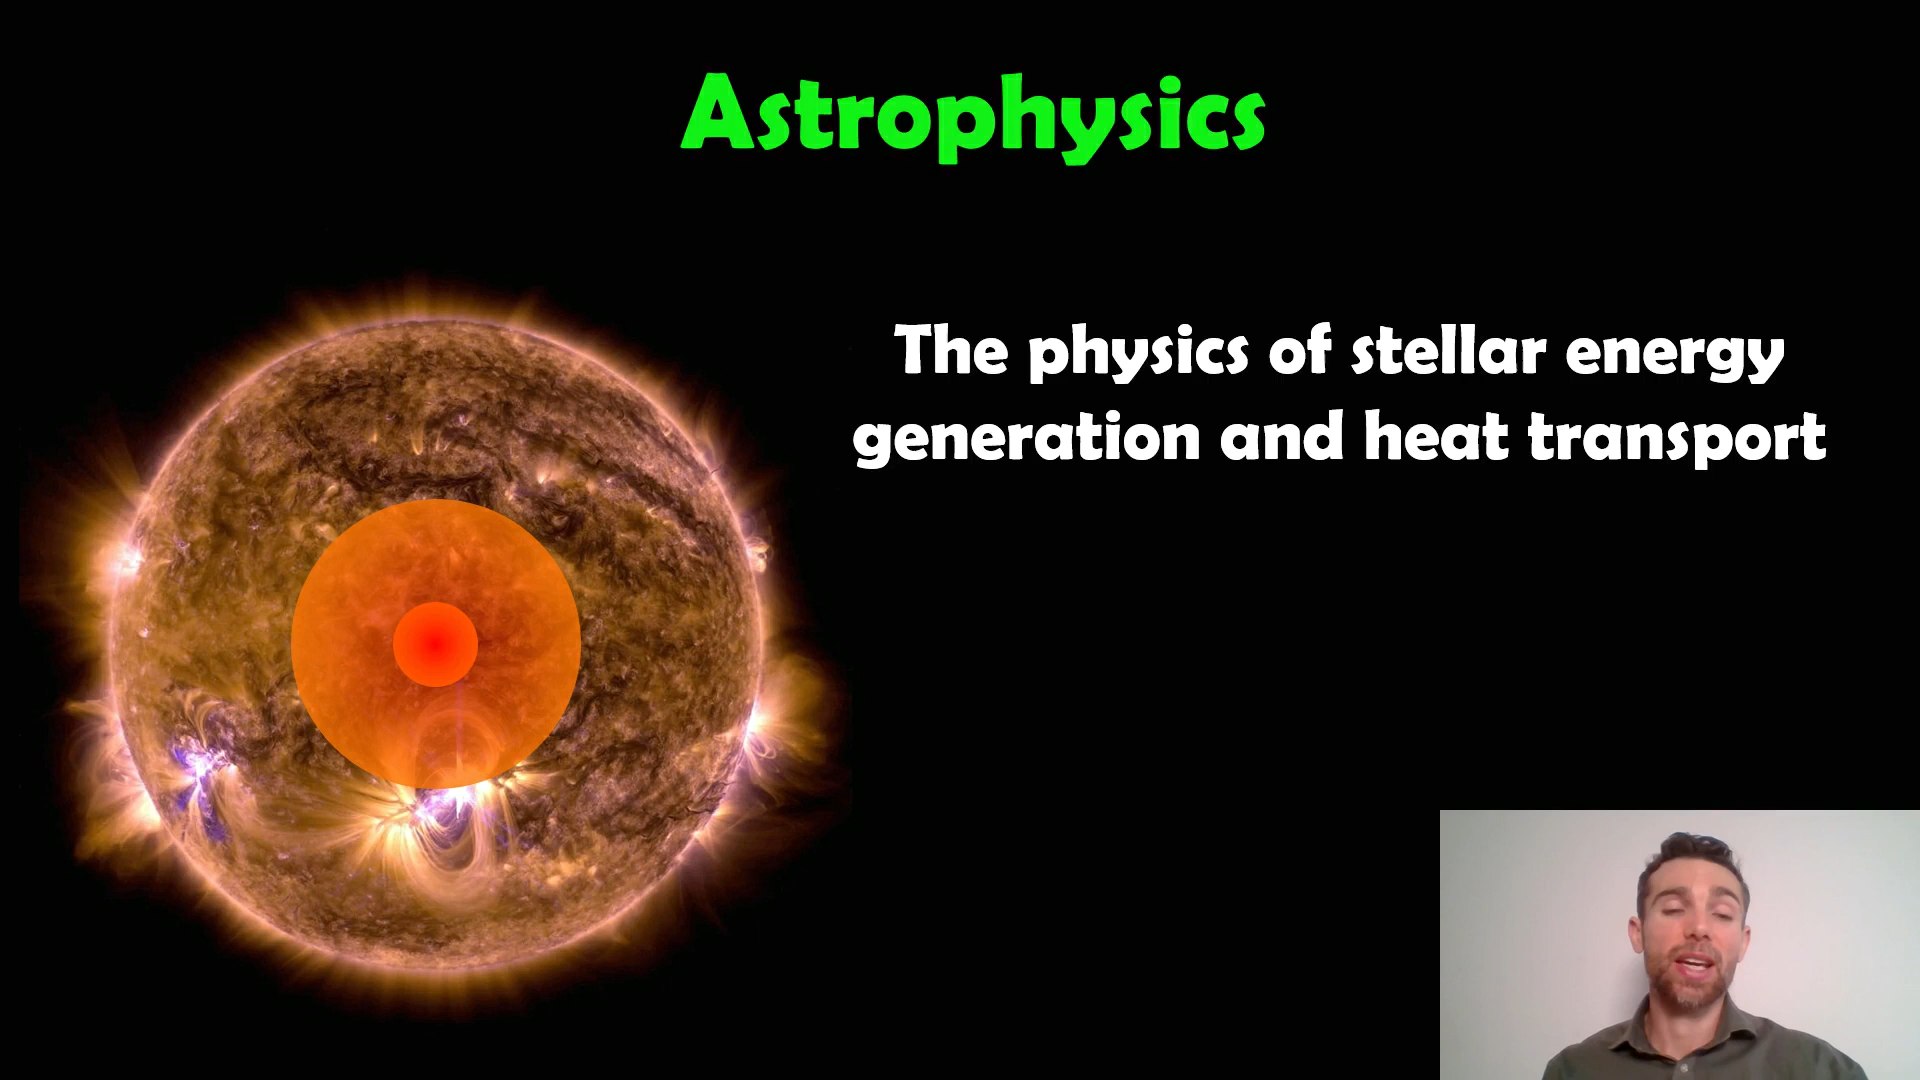 Astrophysics
The physics of stellar energy
generation and heat transport